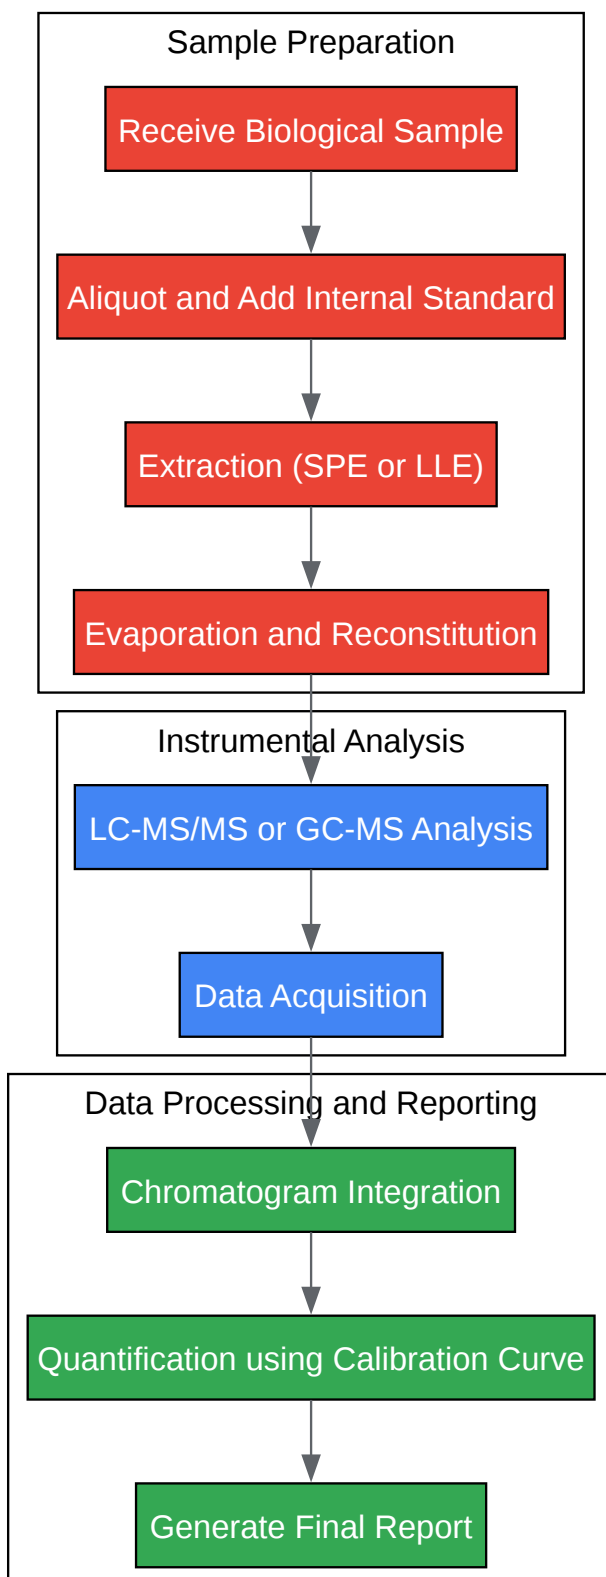 Sample Preparation
Receive Biological Sample
Aliquot and Add Internal Standard
Extraction (SPE or LLE)
Evaporation and Reconstitution
Instrumental Analysis
LC-MS/MS or GC-MS Analysis
Data Acquisition
Data Processing and Reporting
Chromatogram Integration
Quantification using Calibration Curve
Generate Final Report